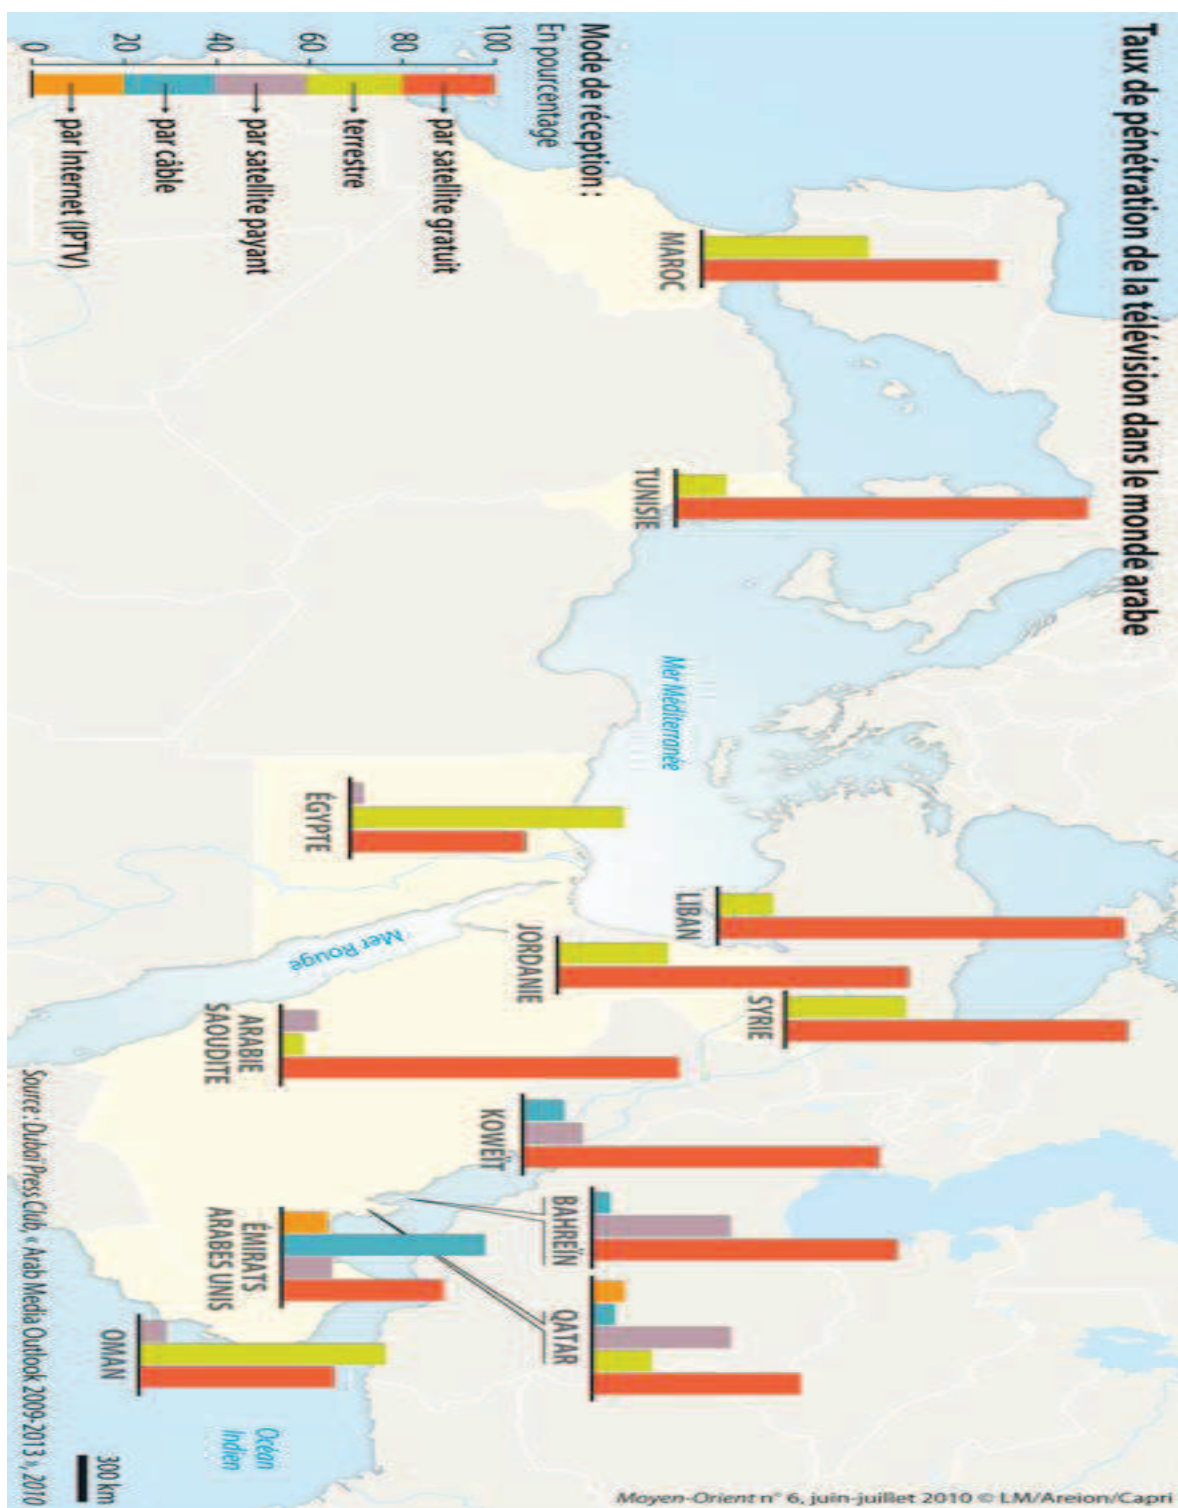 Taux de pénétration de la télévision dans le monde arabe
Mode de réception :
En pourcentage
100
80
60
40
20
0
par satellite gratuit
terrestre
par satellite payant
par câble
par Internet (IPTV)
MAROC
TUNISIE
Mer Méditerranée
ÉGYPTE
LIBAN
JORDANIE
SYRIE
Mer Rouge
ARABIE
SAOUDITE
KOWEÏT
BAHREÏN
QATAR
ÉMIRATS
ARABES UNIS
OMAN
Océan
Indien
300 km
Source : Dubaï Press Club, « Arab Media Outlook 2009-2013 », 2010
Moyen-Orient n° 6, juin-juillet 2010 © LM/Areion/Capri